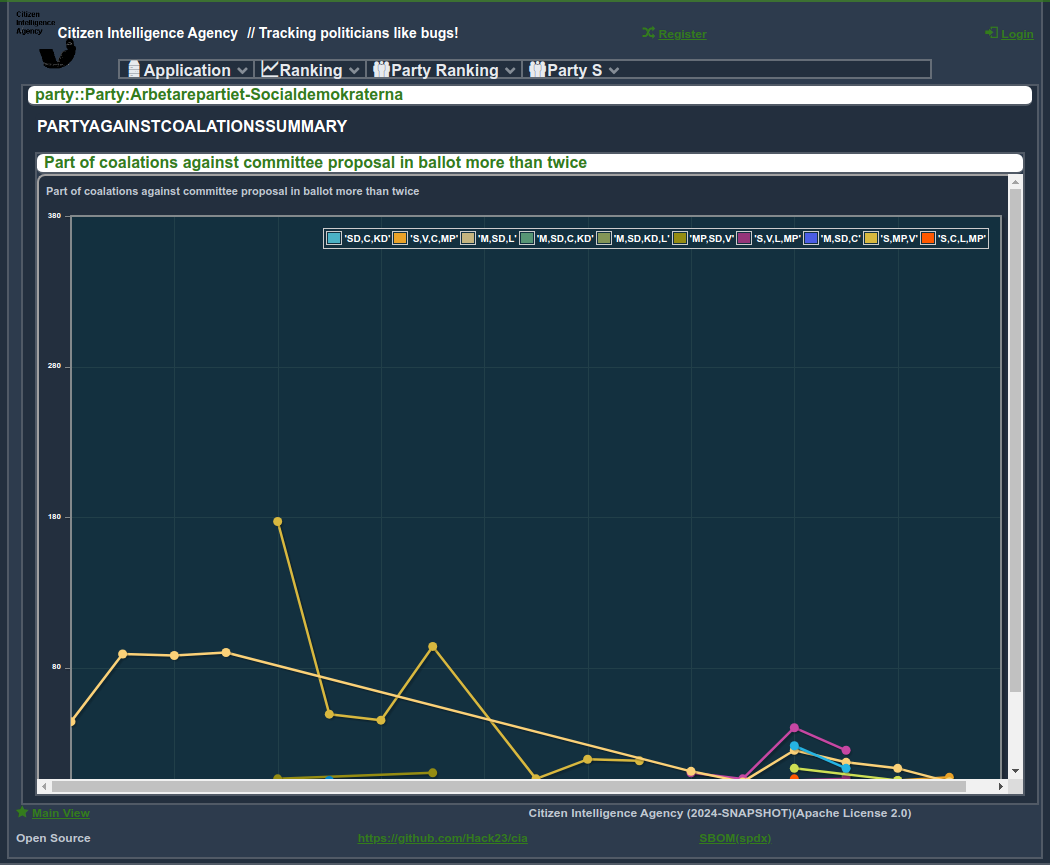 Citizen
Intelligence
Agency
Citizen Intelligence Agency // Tracking politicians like bugs!
Register
Login
Application
Ranking
Party Ranking
Party S
party::Party:Arbetarepartiet-Socialdemokraterna
PARTYAGAINSTCOALATIONSSUMMARY
Part of coalations against committee proposal in ballot more than twice
Part of coalations against committee proposal in ballot more than twice
380
'SD,C,KD' 'S,V,C,MP' 'M,SD,L' 'M,SD,C,KD' 'M,SD,KD,L' 'MP,SD,V' 'S,V,L,MP' 'M,SD,C' 'S,MP,V' 'S,C,L,MP'
280
180
80
Main View
Citizen Intelligence Agency (2024-SNAPSHOT)(Apache License 2.0)
Open Source
https://github.com/Hack23/cia
SBOM(spdx)